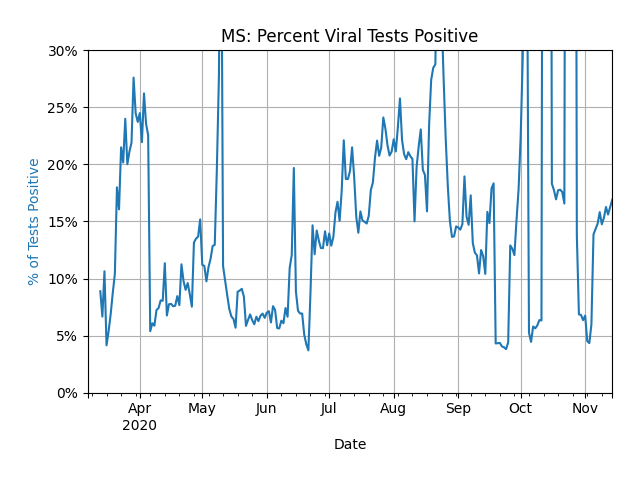 MS: Percent Viral Tests Positive
30%
25%
20%
15%
10%
5%
0%
% of Tests Positive
Apr May Jun Jul Aug Sep Oct Nov
2020
Date